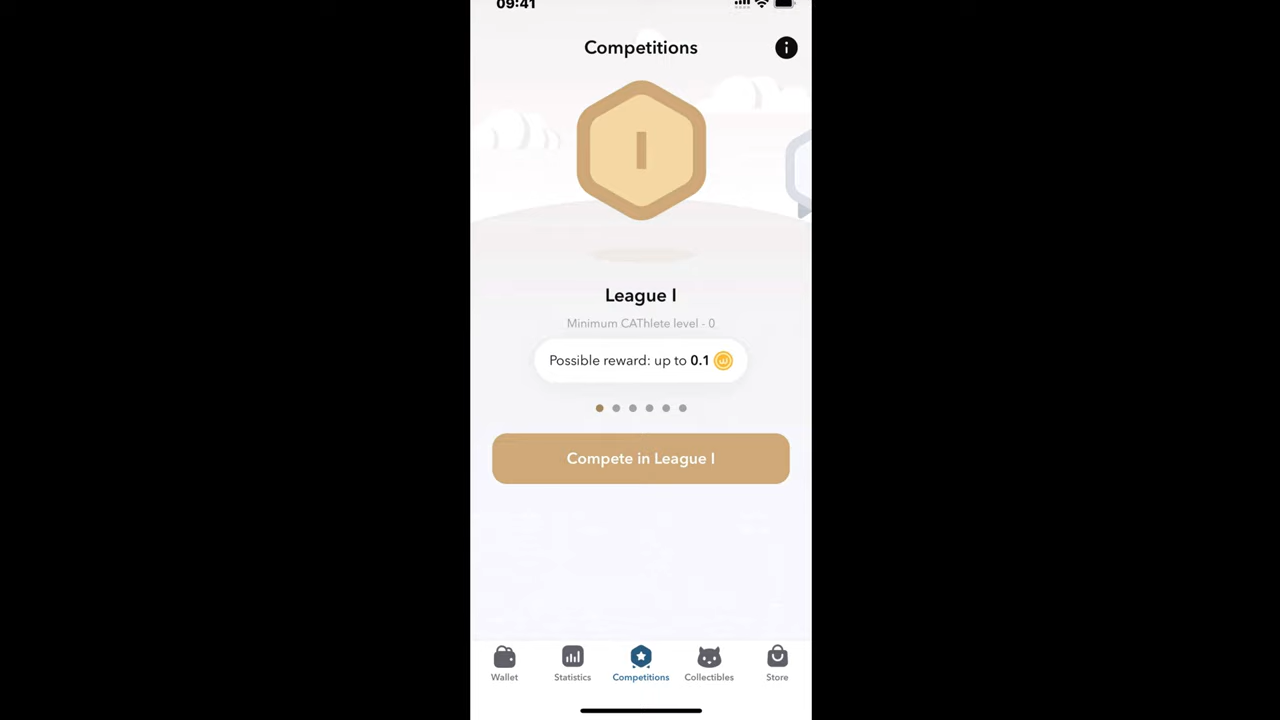 09:41
Competitions
I
League I
Minimum CAThlete level - 0
Possible reward: up to 0.1
Compete in League I
Wallet Statistics Competitions Collectibles Store